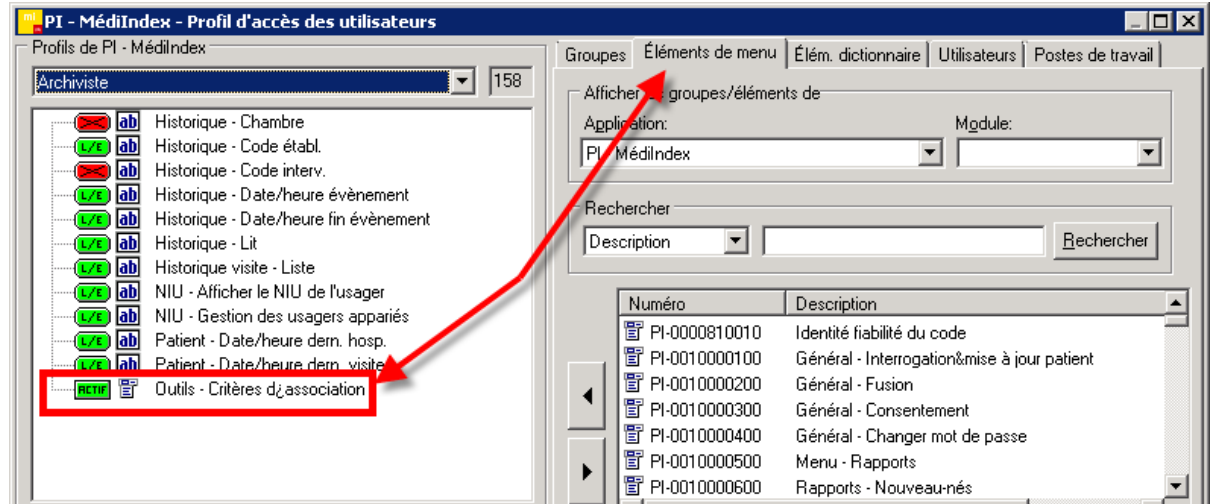 PI - MédiIndex - Profil d'accès des utilisateurs
Profils de PI - MédiIndex
Archiviste
158
ab Historique - Chambre
L/E ab Historique - Code établ.
ab Historique - Code interv.
L/E ab Historique - Date/heure évènement
L/E ab Historique - Date/heure fin évènement
L/E ab Historique - Lit
L/E ab Historique visite - Liste
L/E ab NIU - Afficher le NIU de l'usager
L/E ab NIU - Gestion des usagers appariés
L/E ab Patient - Date/heure dern. hosp.
L/E ab Patient - Date/heure dern. visite
ACTIF Outils - Critères d¿association
Groupes Éléments de menu Élém. dictionnaire Utilisateurs Postes de travail
Afficher groupes/éléments de
Application: Module:
PI - MédiIndex
Rechercher
Description Rechercher
Numéro Description
PI-0000810010 Identité fiabilité du code
PI-0010000100 Général - Interrogation&mise à jour patient
PI-0010000200 Général - Fusion
PI-0010000300 Général - Consentement
PI-0010000400 Général - Changer mot de passe
PI-0010000500 Menu - Rapports
PI-0010000600 Rapports - Nouveau-nés